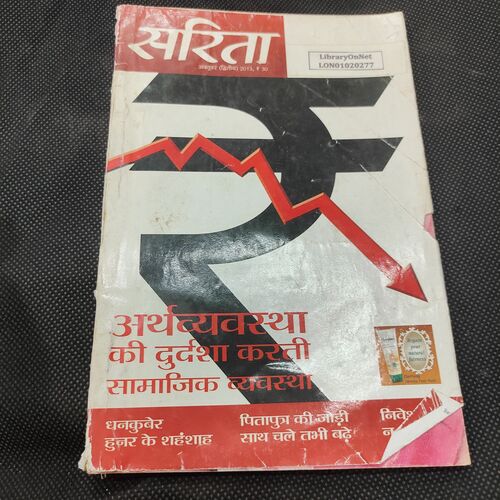 सरिता
अक्तूबर (द्वितीय) 2013, ₹ 30
LibraryOnNet
LON01020277
अर्थव्यवस्था
की दुर्दशा करती
सामाजिक व्यवस्था
धनकुबेर
हुनर के शहंशाह
पितापुत्र की जोड़ी
साथ चले तभी बढ़े
निवेश
न